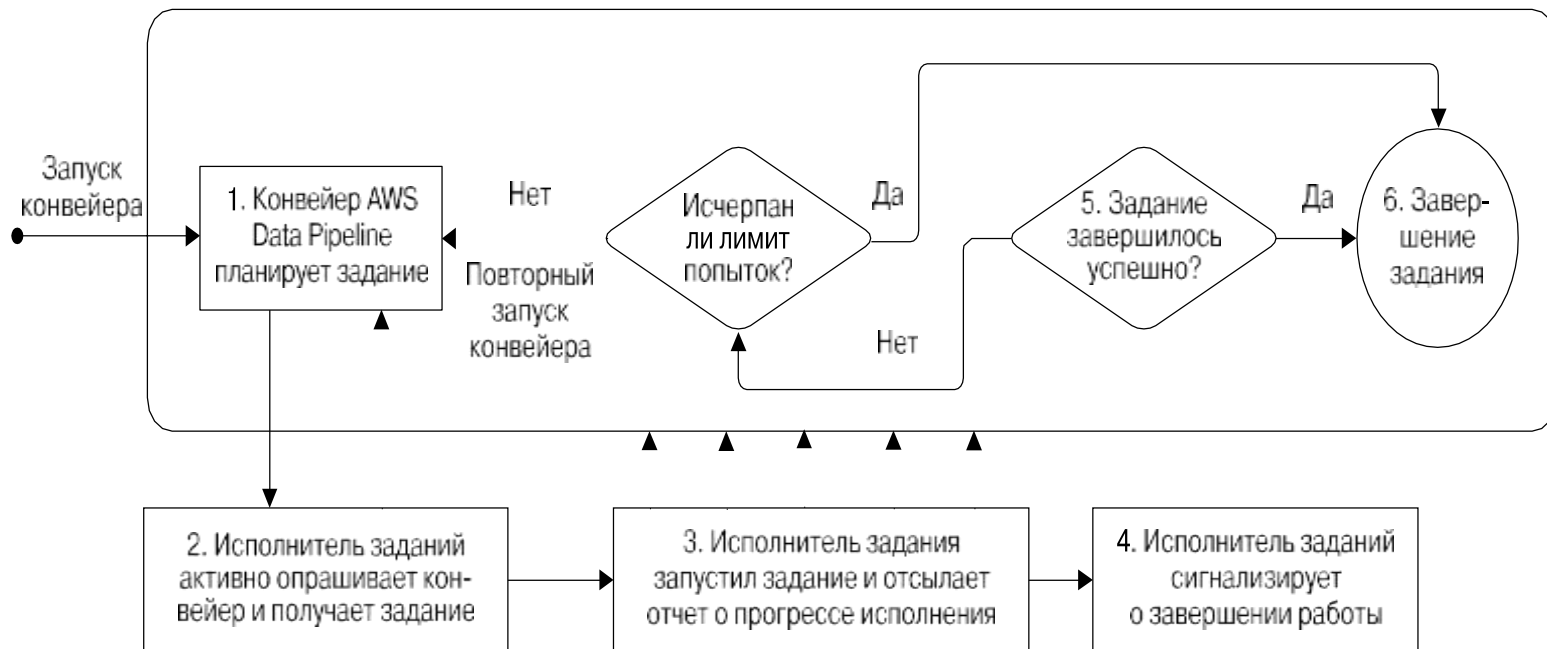 Запуск
конвейера
1. Конвейер AWS
Data Pipeline
планирует задание
Нет
Повторный
запуск
конвейера
Исчерпан
ли лимит
попыток?
Да
Нет
5. Задание
завершилось
успешно?
Да
6. Завер-
шение
задания
2. Исполнитель заданий
активно опрашивает кон-
вейер и получает задание
3. Исполнитель задания
запустил задание и отсылает
отчет о прогрессе исполнения
4. Исполнитель заданий
сигнализирует
о завершении работы